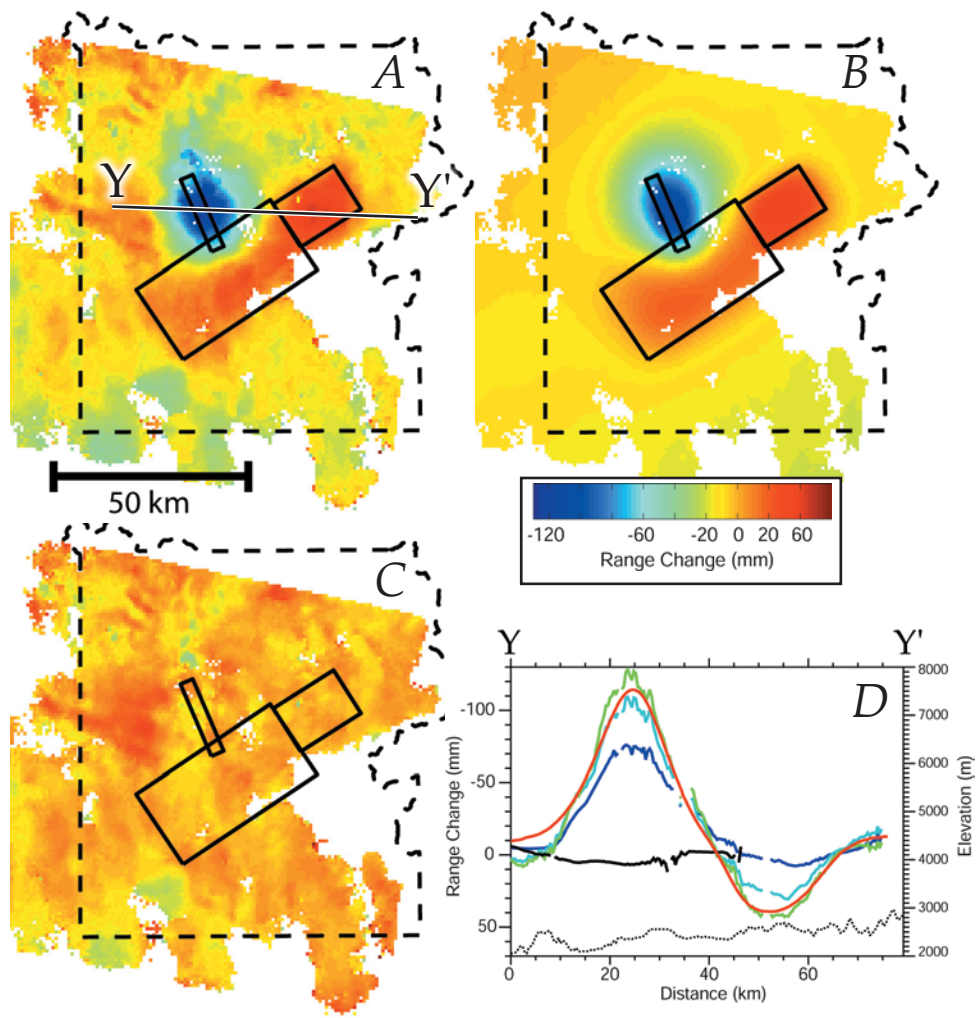 A
B
Y
Y'
50 km
-120
-60
-20
0
20
60
Range Change (mm)
C
Y
Y'
D
8000
7000
6000
5000
4000
3000
2000
-100
-50
0
50
Range Change (mm)
Elevation (m)
0
20
40
60
Distance (km)